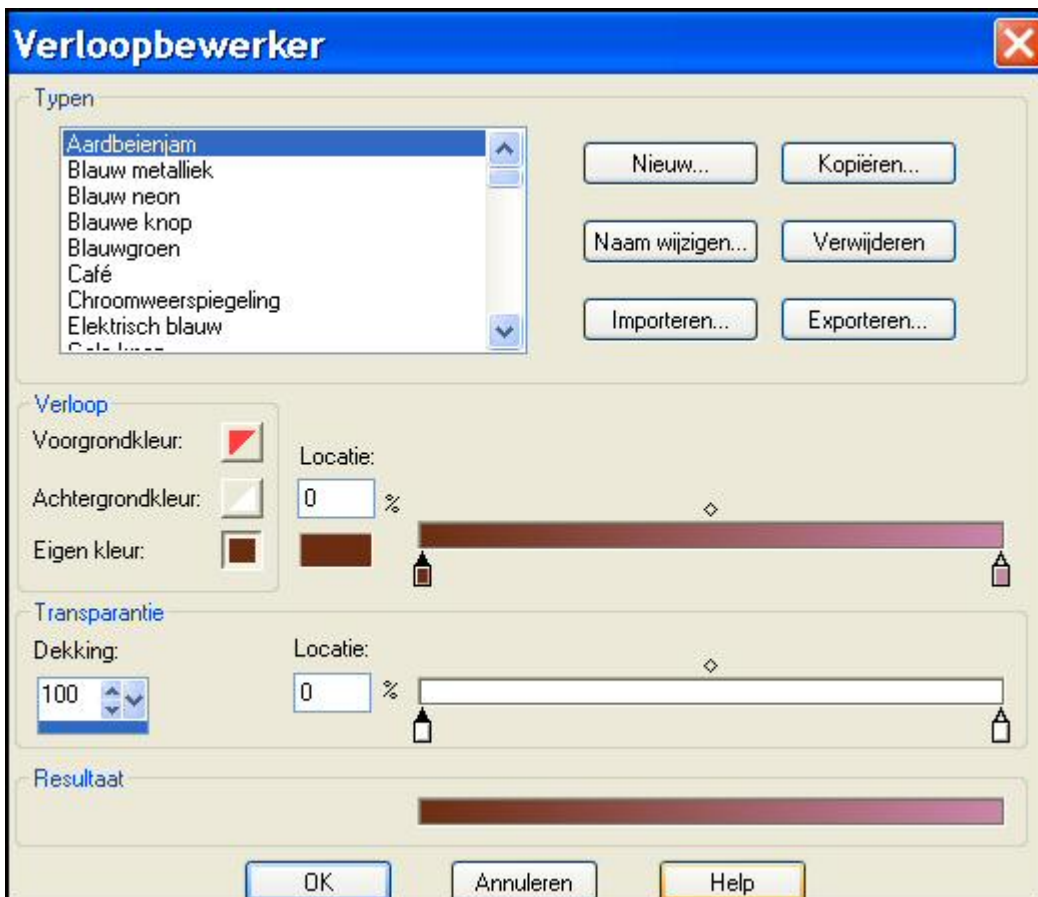 Verloopbewerker
Typen
Aardbeienjam
Blauw metalliek
Blauw neon
Blauwe knop
Blauwgroen
Café
Chroomweerspiegeling
Elektrisch blauw
Nieuw...
Kopiëren...
Naam wijzigen...
Verwijderen
Importeren...
Exporteren...
Verloop
Voorgrondkleur:
Achtergrondkleur:
Eigen kleur:
Locatie:
0 %
Transparantie
Dekking:
100
Locatie:
0 %
Resultaat
OK
Annuleren
Help